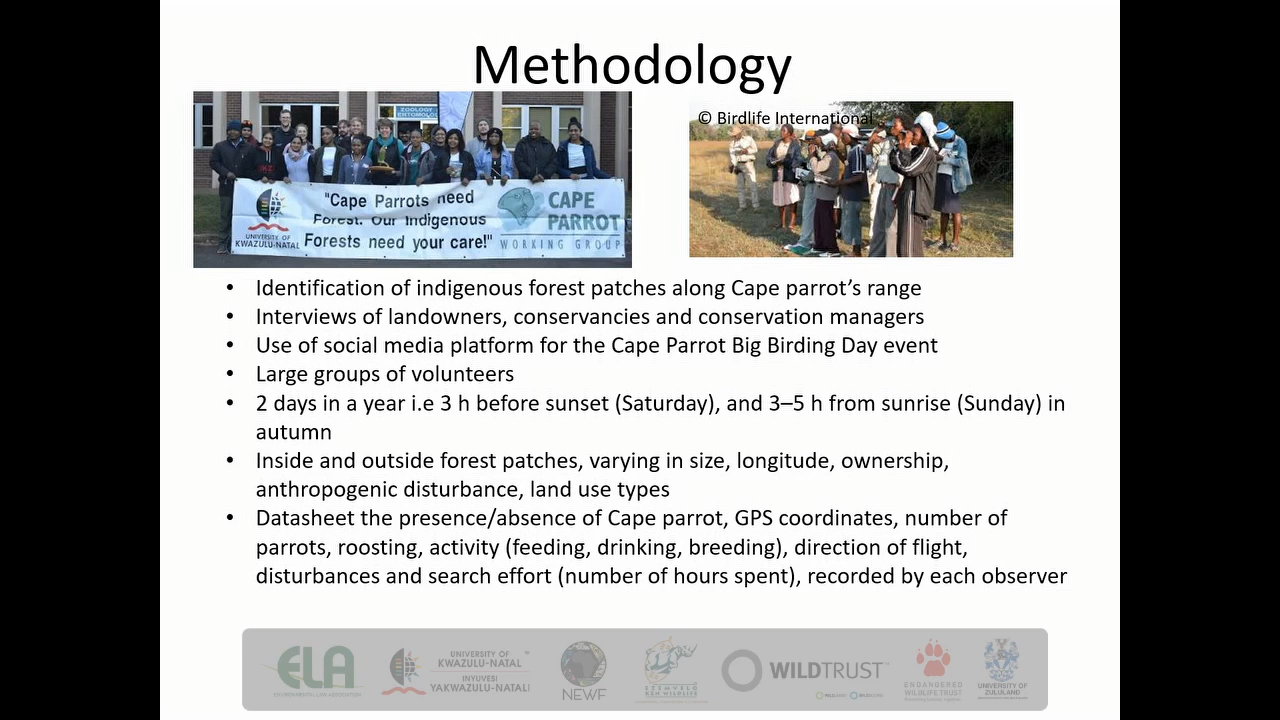 Methodology
ZOOLOGY
ENTOMOLOGY
© Birdlife International
"Cape Parrots need
Forest. Our Indigenous
Forests need your care!"
UNIVERSITY OF
KWAZULU-NATAL
CAPE
PARROT
WORKING GROUP
• Identification of indigenous forest patches along Cape parrot’s range
• Interviews of landowners, conservancies and conservation managers
• Use of social media platform for the Cape Parrot Big Birding Day event
• Large groups of volunteers
• 2 days in a year i.e 3 h before sunset (Saturday), and 3–5 h from sunrise (Sunday) in
autumn
• Inside and outside forest patches, varying in size, longitude, ownership,
anthropogenic disturbance, land use types
• Datasheet the presence/absence of Cape parrot, GPS coordinates, number of
parrots, roosting, activity (feeding, drinking, breeding), direction of flight,
disturbances and search effort (number of hours spent), recorded by each observer
ELA
ENVIRONMENTAL LAW ASSOCIATION
UNIVERSITY OF
KWAZULU-NATAL
INYUVESI
YAKWAZULU-NATALI
NEWF
EZEMVELO
KZN WILDLIFE
WILDTRUST
ENDANGERED
WILDLIFE TRUST
UNIVERSITY OF
ZULULAND